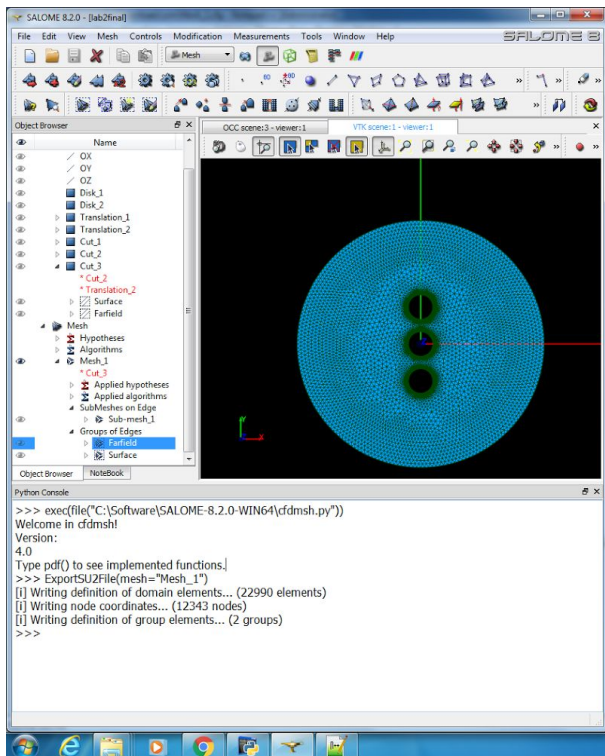 SALOME 8.2.0 - [lab2final]
File Edit View Mesh Controls Modification Measurements Tools Window Help
SALOME 8
Mesh
Object Browser
OCC scene:3 - viewer:1
VTK scene:1 - viewer:1
Name
OX
OY
OZ
Disk_1
Disk_2
Translation_1
Translation_2
Cut_1
Cut_2
Cut_3
* Cut_2
* Translation_2
Surface
Farfield
Mesh
Hypotheses
Algorithms
Mesh_1
* Cut_3
Applied hypotheses
Applied algorithms
SubMeshes on Edge
Sub-mesh_1
Groups of Edges
Farfield
Surface
Object Browser NoteBook
Python Console
>>> exec(file("C:\Software\SALOME-8.2.0-WIN64\cfdmsh.py"))
Welcome in cfdmsh!
Version:
4.0
Type pdf() to see implemented functions.
>>> ExportSU2File(mesh="Mesh_1")
[i] Writing definition of domain elements... (22990 elements)
[i] Writing node coordinates... (12343 nodes)
[i] Writing definition of group elements... (2 groups)
>>>